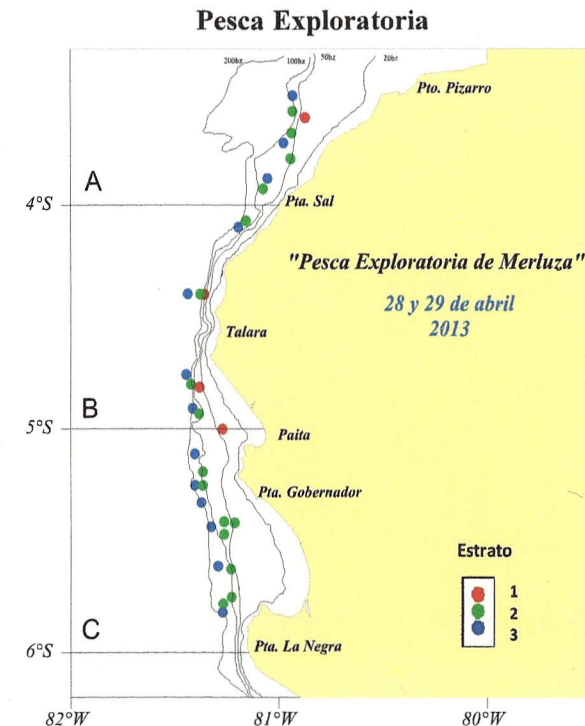 Pesca Exploratoria
200bz 100bz 50bz 20bz
Pto. Pizarro
A
4°S
Pta. Sal
"Pesca Exploratoria de Merluza"
28 y 29 de abril
2013
Talara
B
5°S
Paita
Pta. Gobernador
Estrato
1
2
3
C
6°S
Pta. La Negra
82°W 81°W 80°W